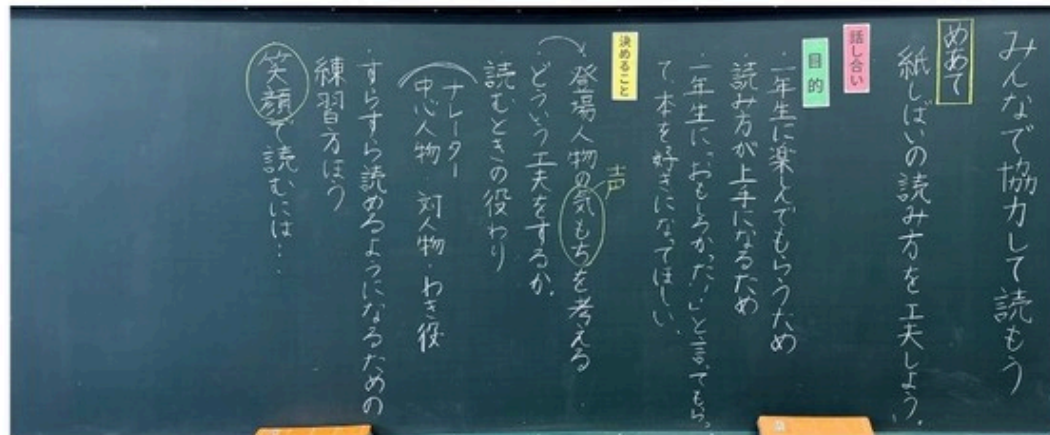 みんなで協力して読もう
めあて
紙しばいの読み方を工夫しよう。
話し合い
目的
・一年生に楽しんでもらうため
読み方が上手になるため
一年生に「おもしろかった!」と言ってもらっ
て、本を好きになってほしい。
決めること
・登場人物の気もちを考える
声
・どういう工夫をするか。
読むときの役わり
ナレーター
中心人物・対人物・わき役
・すらすら読めるようになるための
練習方ほう
・笑顔で読むには…